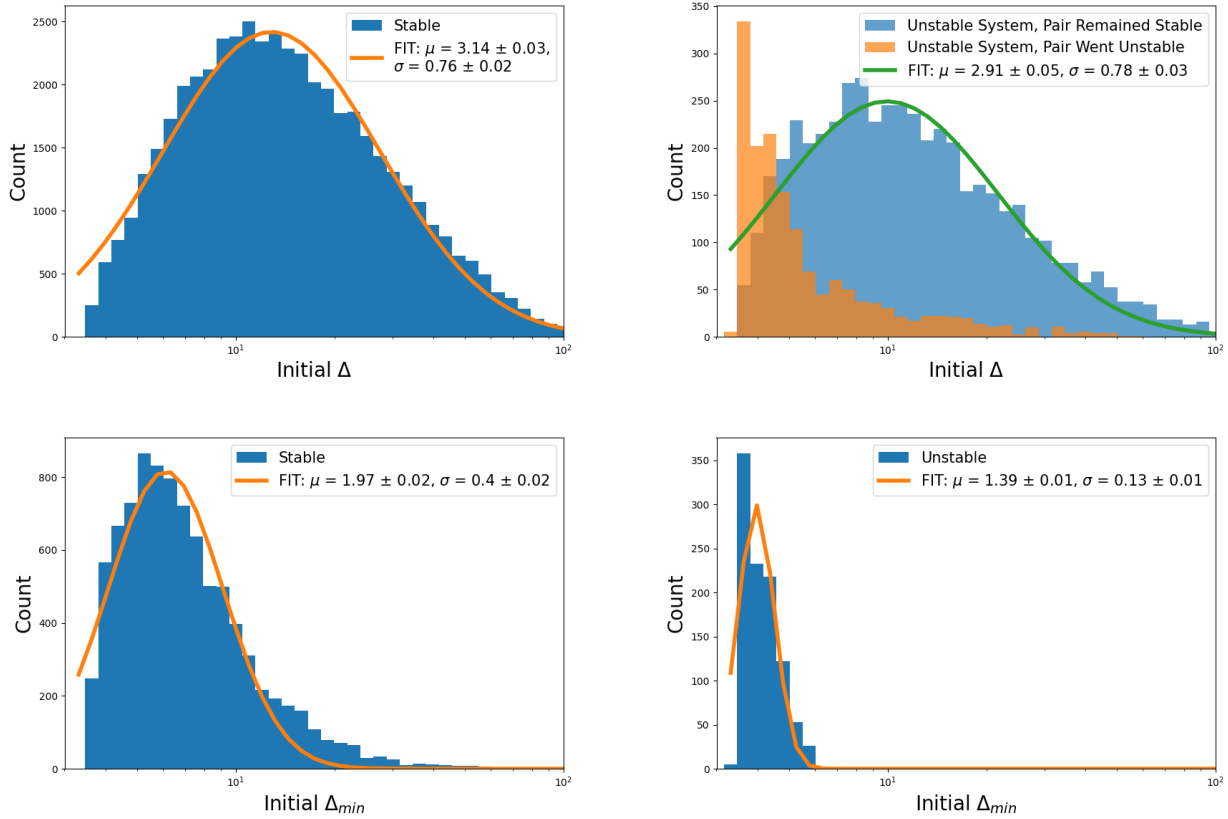 2500
2000
1500
1000
500
0
Count
Stable
FIT: μ = 3.14 ± 0.03,
σ = 0.76 ± 0.02
10¹
10²
Initial Δ
350
300
250
200
150
100
50
0
Count
Unstable System, Pair Remained Stable
Unstable System, Pair Went Unstable
FIT: μ = 2.91 ± 0.05, σ = 0.78 ± 0.03
10¹
10²
Initial Δ
800
600
400
200
0
Count
Stable
FIT: μ = 1.97 ± 0.02, σ = 0.4 ± 0.02
10¹
10²
Initial Δmin
350
300
250
200
150
100
50
0
Count
Unstable
FIT: μ = 1.39 ± 0.01, σ = 0.13 ± 0.01
10¹
10²
Initial Δmin